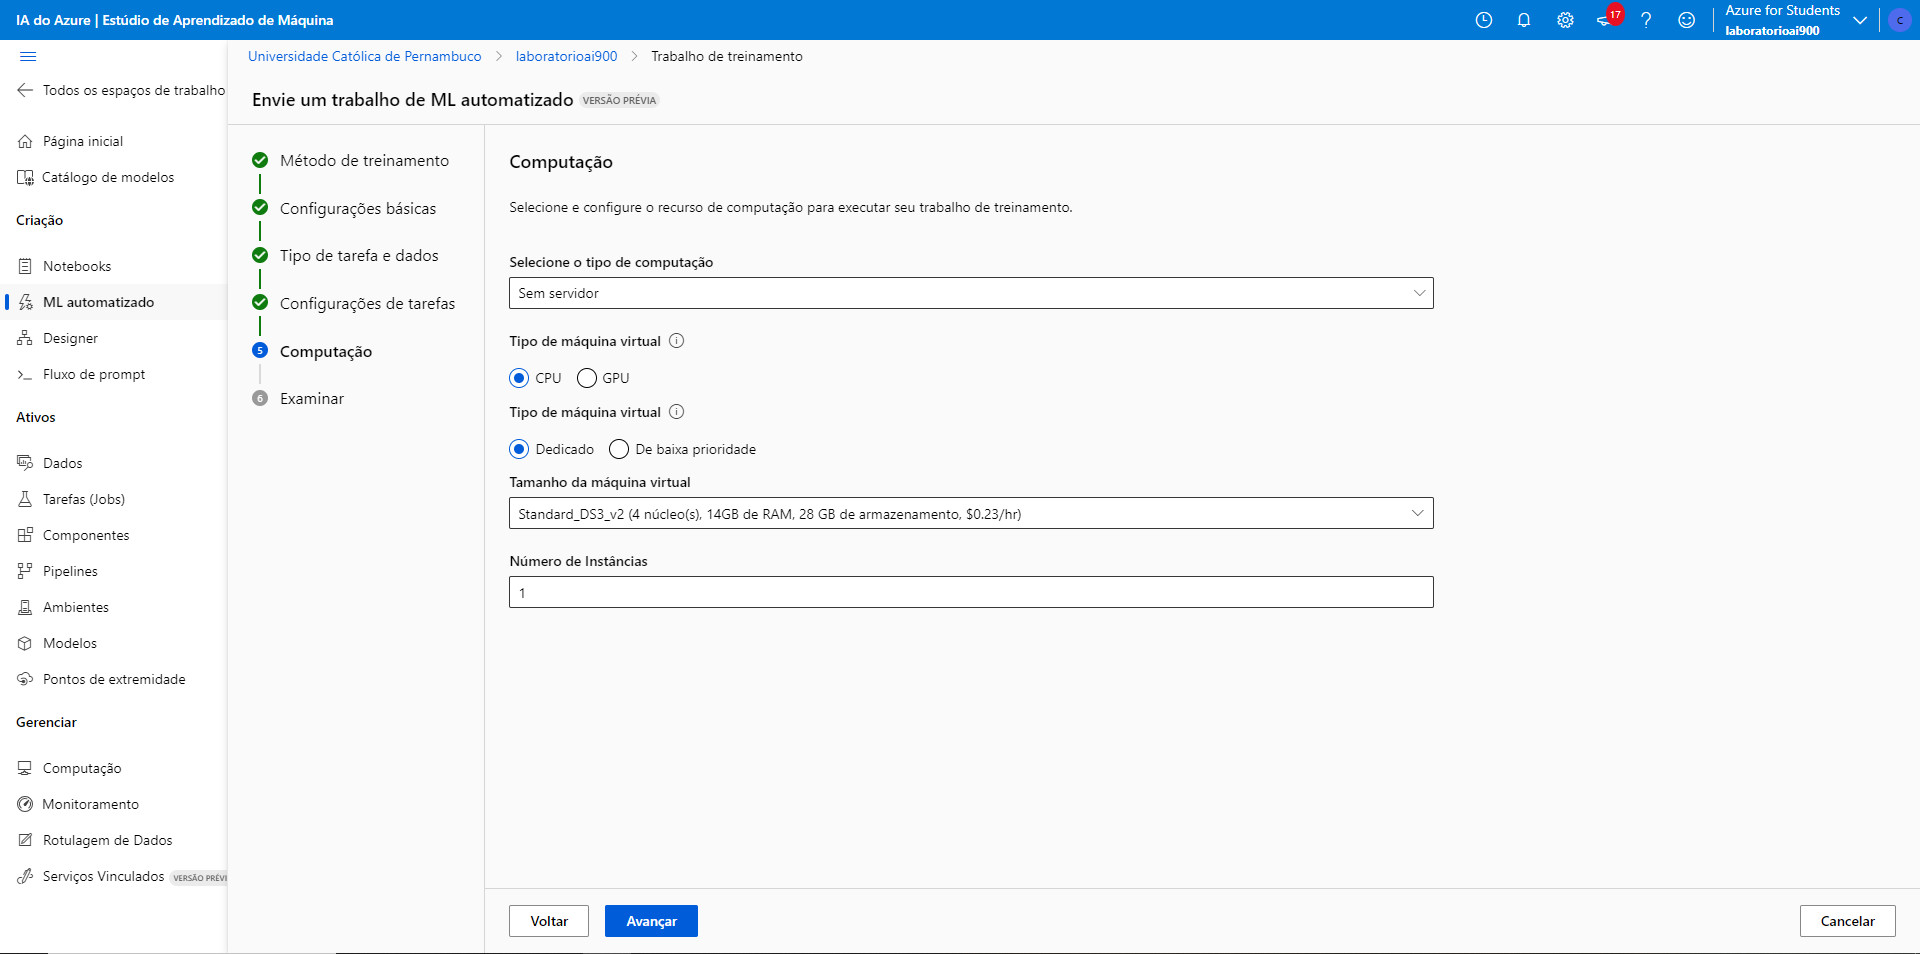 IA do Azure | Estúdio de Aprendizado de Máquina
17
Azure for Students
laboratorioai900
C
Todos os espaços de trabalho
Página inicial
Catálogo de modelos
Criação
Notebooks
ML automatizado
Designer
Fluxo de prompt
Ativos
Dados
Tarefas (Jobs)
Componentes
Pipelines
Ambientes
Modelos
Pontos de extremidade
Gerenciar
Computação
Monitoramento
Rotulagem de Dados
Serviços Vinculados VERSÃO PRÉVI
Universidade Católica de Pernambuco > laboratorioai900 > Trabalho de treinamento
Envie um trabalho de ML automatizado VERSÃO PRÉVIA
Método de treinamento
Configurações básicas
Tipo de tarefa e dados
Configurações de tarefas
5 Computação
6 Examinar
Computação
Selecione e configure o recurso de computação para executar seu trabalho de treinamento.
Selecione o tipo de computação
Sem servidor
Tipo de máquina virtual
CPU GPU
Tipo de máquina virtual
Dedicado De baixa prioridade
Tamanho da máquina virtual
Standard_DS3_v2 (4 núcleo(s), 14GB de RAM, 28 GB de armazenamento, $0.23/hr)
Número de Instâncias
1
Voltar Avançar Cancelar